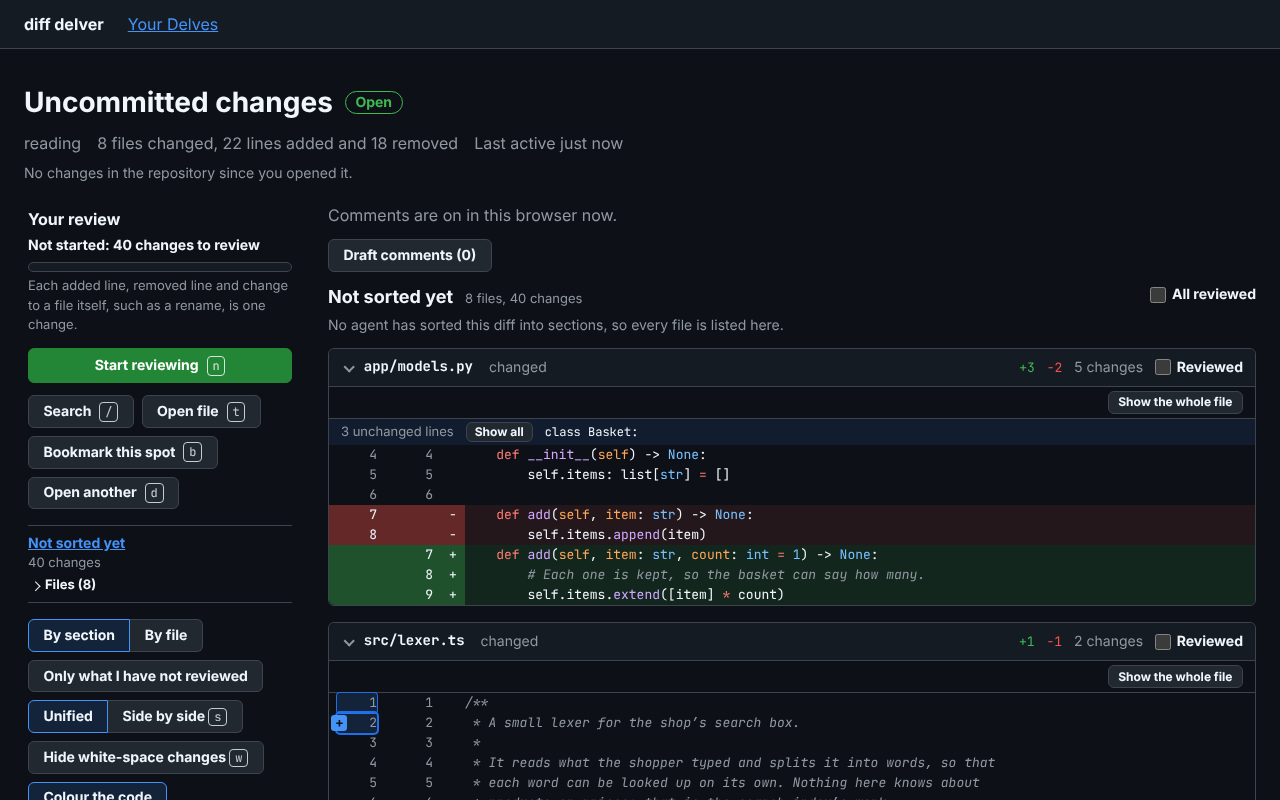 diff delver Your Delves
Uncommitted changes Open
reading 8 files changed, 22 lines added and 18 removed Last active just now
No changes in the repository since you opened it.
Your review
Not started: 40 changes to review
Each added line, removed line and change
to a file itself, such as a rename, is one
change.
Start reviewing n
Search / Open file t
Bookmark this spot b
Open another d
Not sorted yet
40 changes
Files (8)
By section By file
Only what I have not reviewed
Unified Side by side s
Hide white-space changes w
Colour the code
Comments are on in this browser now.
Draft comments (0)
Not sorted yet 8 files, 40 changes All reviewed
No agent has sorted this diff into sections, so every file is listed here.
app/models.py changed +3 -2 5 changes Reviewed
Show the whole file
3 unchanged lines Show all class Basket:
4 4 def __init__(self) -> None:
5 5 self.items: list[str] = []
6 6
7 - def add(self, item: str) -> None:
8 - self.items.append(item)
7 + def add(self, item: str, count: int = 1) -> None:
8 + # Each one is kept, so the basket can say how many.
9 + self.items.extend([item] * count)
src/lexer.ts changed +1 -1 2 changes Reviewed
Show the whole file
1 1 /**
+ 2 2 * A small lexer for the shop’s search box.
3 3 *
4 4 * It reads what the shopper typed and splits it into words, so that
5 5 * each word can be looked up on its own. Nothing here knows about